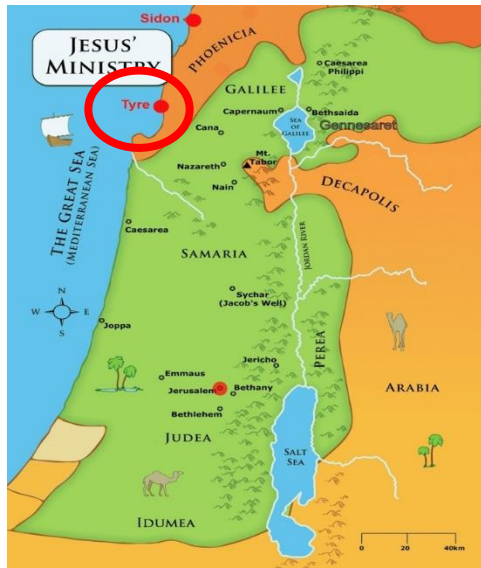 Sidon
JESUS'
MINISTRY
PHOENICIA
Tyre
GALILEE
Caesarea
Philippi
Capernaum
Bethsaida
Gennesaret
Cana
SEA
OF
GALILEE
Mt.
Tabor
Nazareth
Nain
DECAPOLIS
THE GREAT SEA
(MEDITERRANEAN SEA)
Caesarea
SAMARIA
JORDAN RIVER
Sychar
(Jacob's Well)
N
W
E
S
Joppa
PEREA
Jericho
Emmaus
Jerusalem
Bethany
ARABIA
Bethlehem
JUDEA
SALT
SEA
IDUMEA
0
20
40km